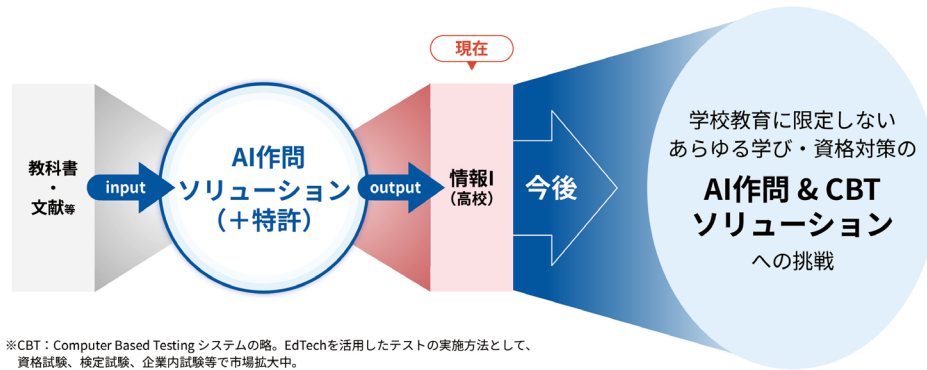 現在
教科書
・
文献等
input
AI作問
ソリューション
（＋特許）
output
情報I
（高校）
今後
学校教育に限定しない
あらゆる学び・資格対策の
AI作問 & CBT
ソリューション
への挑戦
※CBT：Computer Based Testing システムの略。EdTechを活用したテストの実施方法として、
資格試験、検定試験、企業内試験等で市場拡大中。